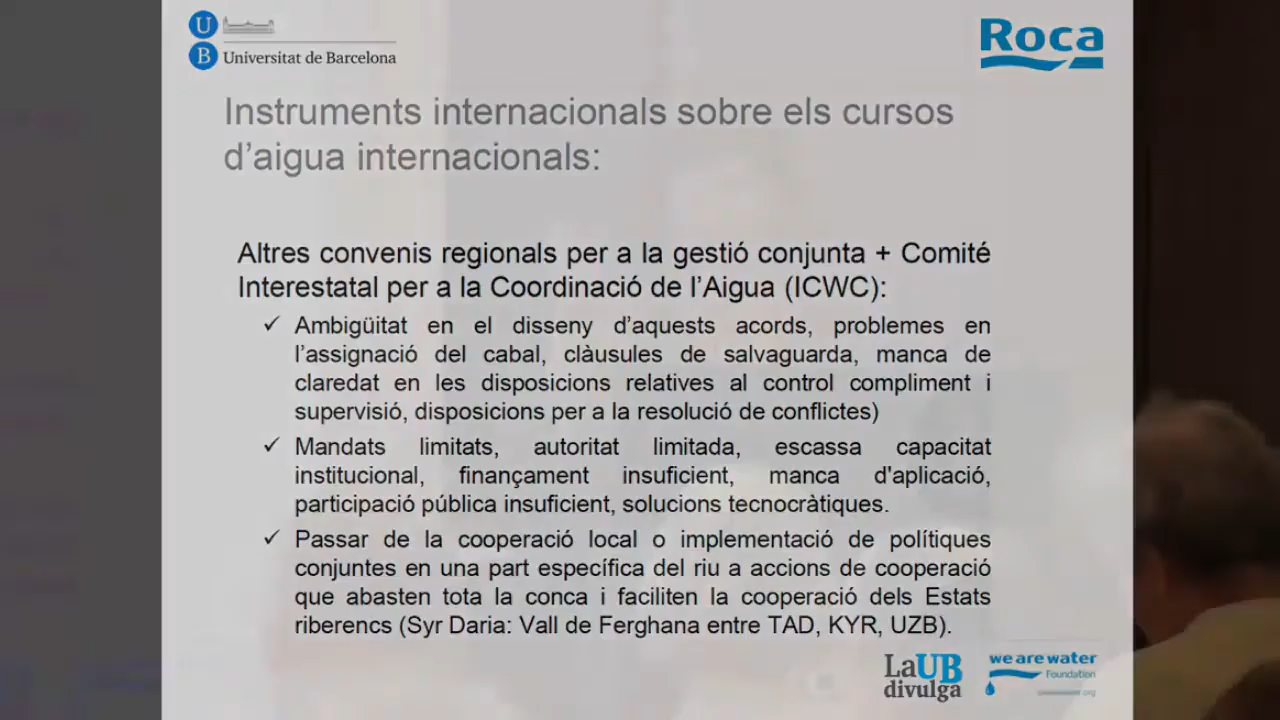 U
B
Universitat de Barcelona
Roca
Instruments internacionals sobre els cursos
d'aigua internacionals:
Altres convenis regionals per a la gestió conjunta + Comité
Interestatal per a la Coordinació de l'Aigua (ICWC):
✓ Ambigüitat en el disseny d'aquests acords, problemes en
l'assignació del cabal, clàusules de salvaguarda, manca de
claredat en les disposicions relatives al control compliment i
supervisió, disposicions per a la resolució de conflictes)
✓ Mandats limitats, autoritat limitada, escassa capacitat
institucional, finançament insuficient, manca d'aplicació,
participació pública insuficient, solucions tecnocràtiques.
✓ Passar de la cooperació local o implementació de polítiques
conjuntes en una part específica del riu a accions de cooperació
que abasten tota la conca i faciliten la cooperació dels Estats
riberencs (Syr Daria: Vall de Ferghana entre TAD, KYR, UZB).
LaUB
divulga
we are water
Foundation